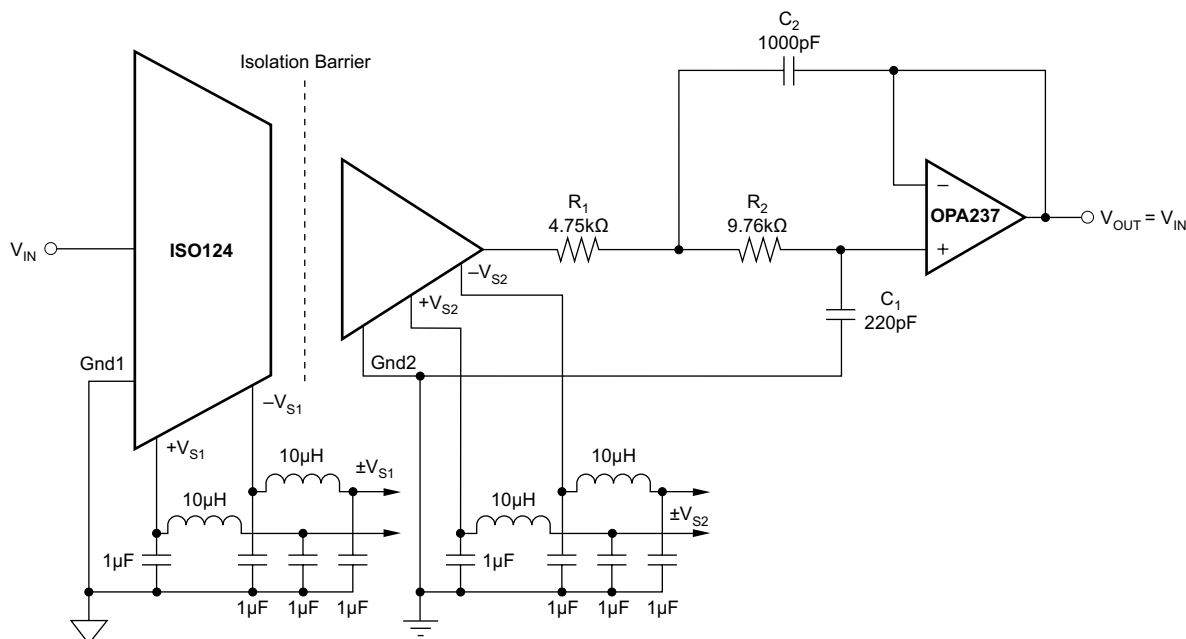 C2
1000pF
Isolation Barrier
R1
4.75kΩ
R2
9.76kΩ
−
OPA237
+
VOUT = VIN
VIN
ISO124
−VS2
+VS2
C1
220pF
Gnd1
Gnd2
−VS1
+VS1
10µH
±VS1
10µH
10µH
10µH
±VS2
1µF
1µF
1µF
1µF
1µF
1µF
1µF
1µF